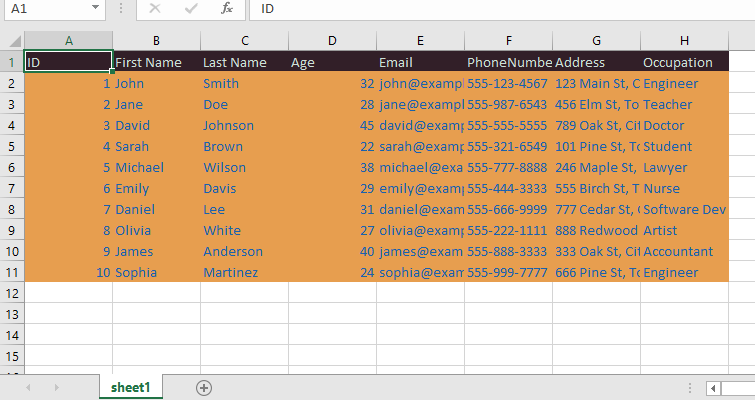 A1 fx ID
A B C D E F G H
1 ID First Name Last Name Age Email PhoneNumbe Address Occupation
2 1 John Smith 32 john@exampl 555-123-4567 123 Main St, C Engineer
3 2 Jane Doe 28 jane@exampl 555-987-6543 456 Elm St, To Teacher
4 3 David Johnson 45 david@examp 555-555-5555 789 Oak St, Cit Doctor
5 4 Sarah Brown 22 sarah@examp 555-321-6549 101 Pine St, To Student
6 5 Michael Wilson 38 michael@exa 555-777-8888 246 Maple St, Lawyer
7 6 Emily Davis 29 emily@examp 555-444-3333 555 Birch St, T Nurse
8 7 Daniel Lee 31 daniel@exam 555-666-9999 777 Cedar St, Software Dev
9 8 Olivia White 27 olivia@examp 555-222-1111 888 Redwood Artist
10 9 James Anderson 40 james@exam 555-888-3333 333 Oak St, Cit Accountant
11 10 Sophia Martinez 24 sophia@exam 555-999-7777 666 Pine St, To Engineer
12
13
14
15
sheet1